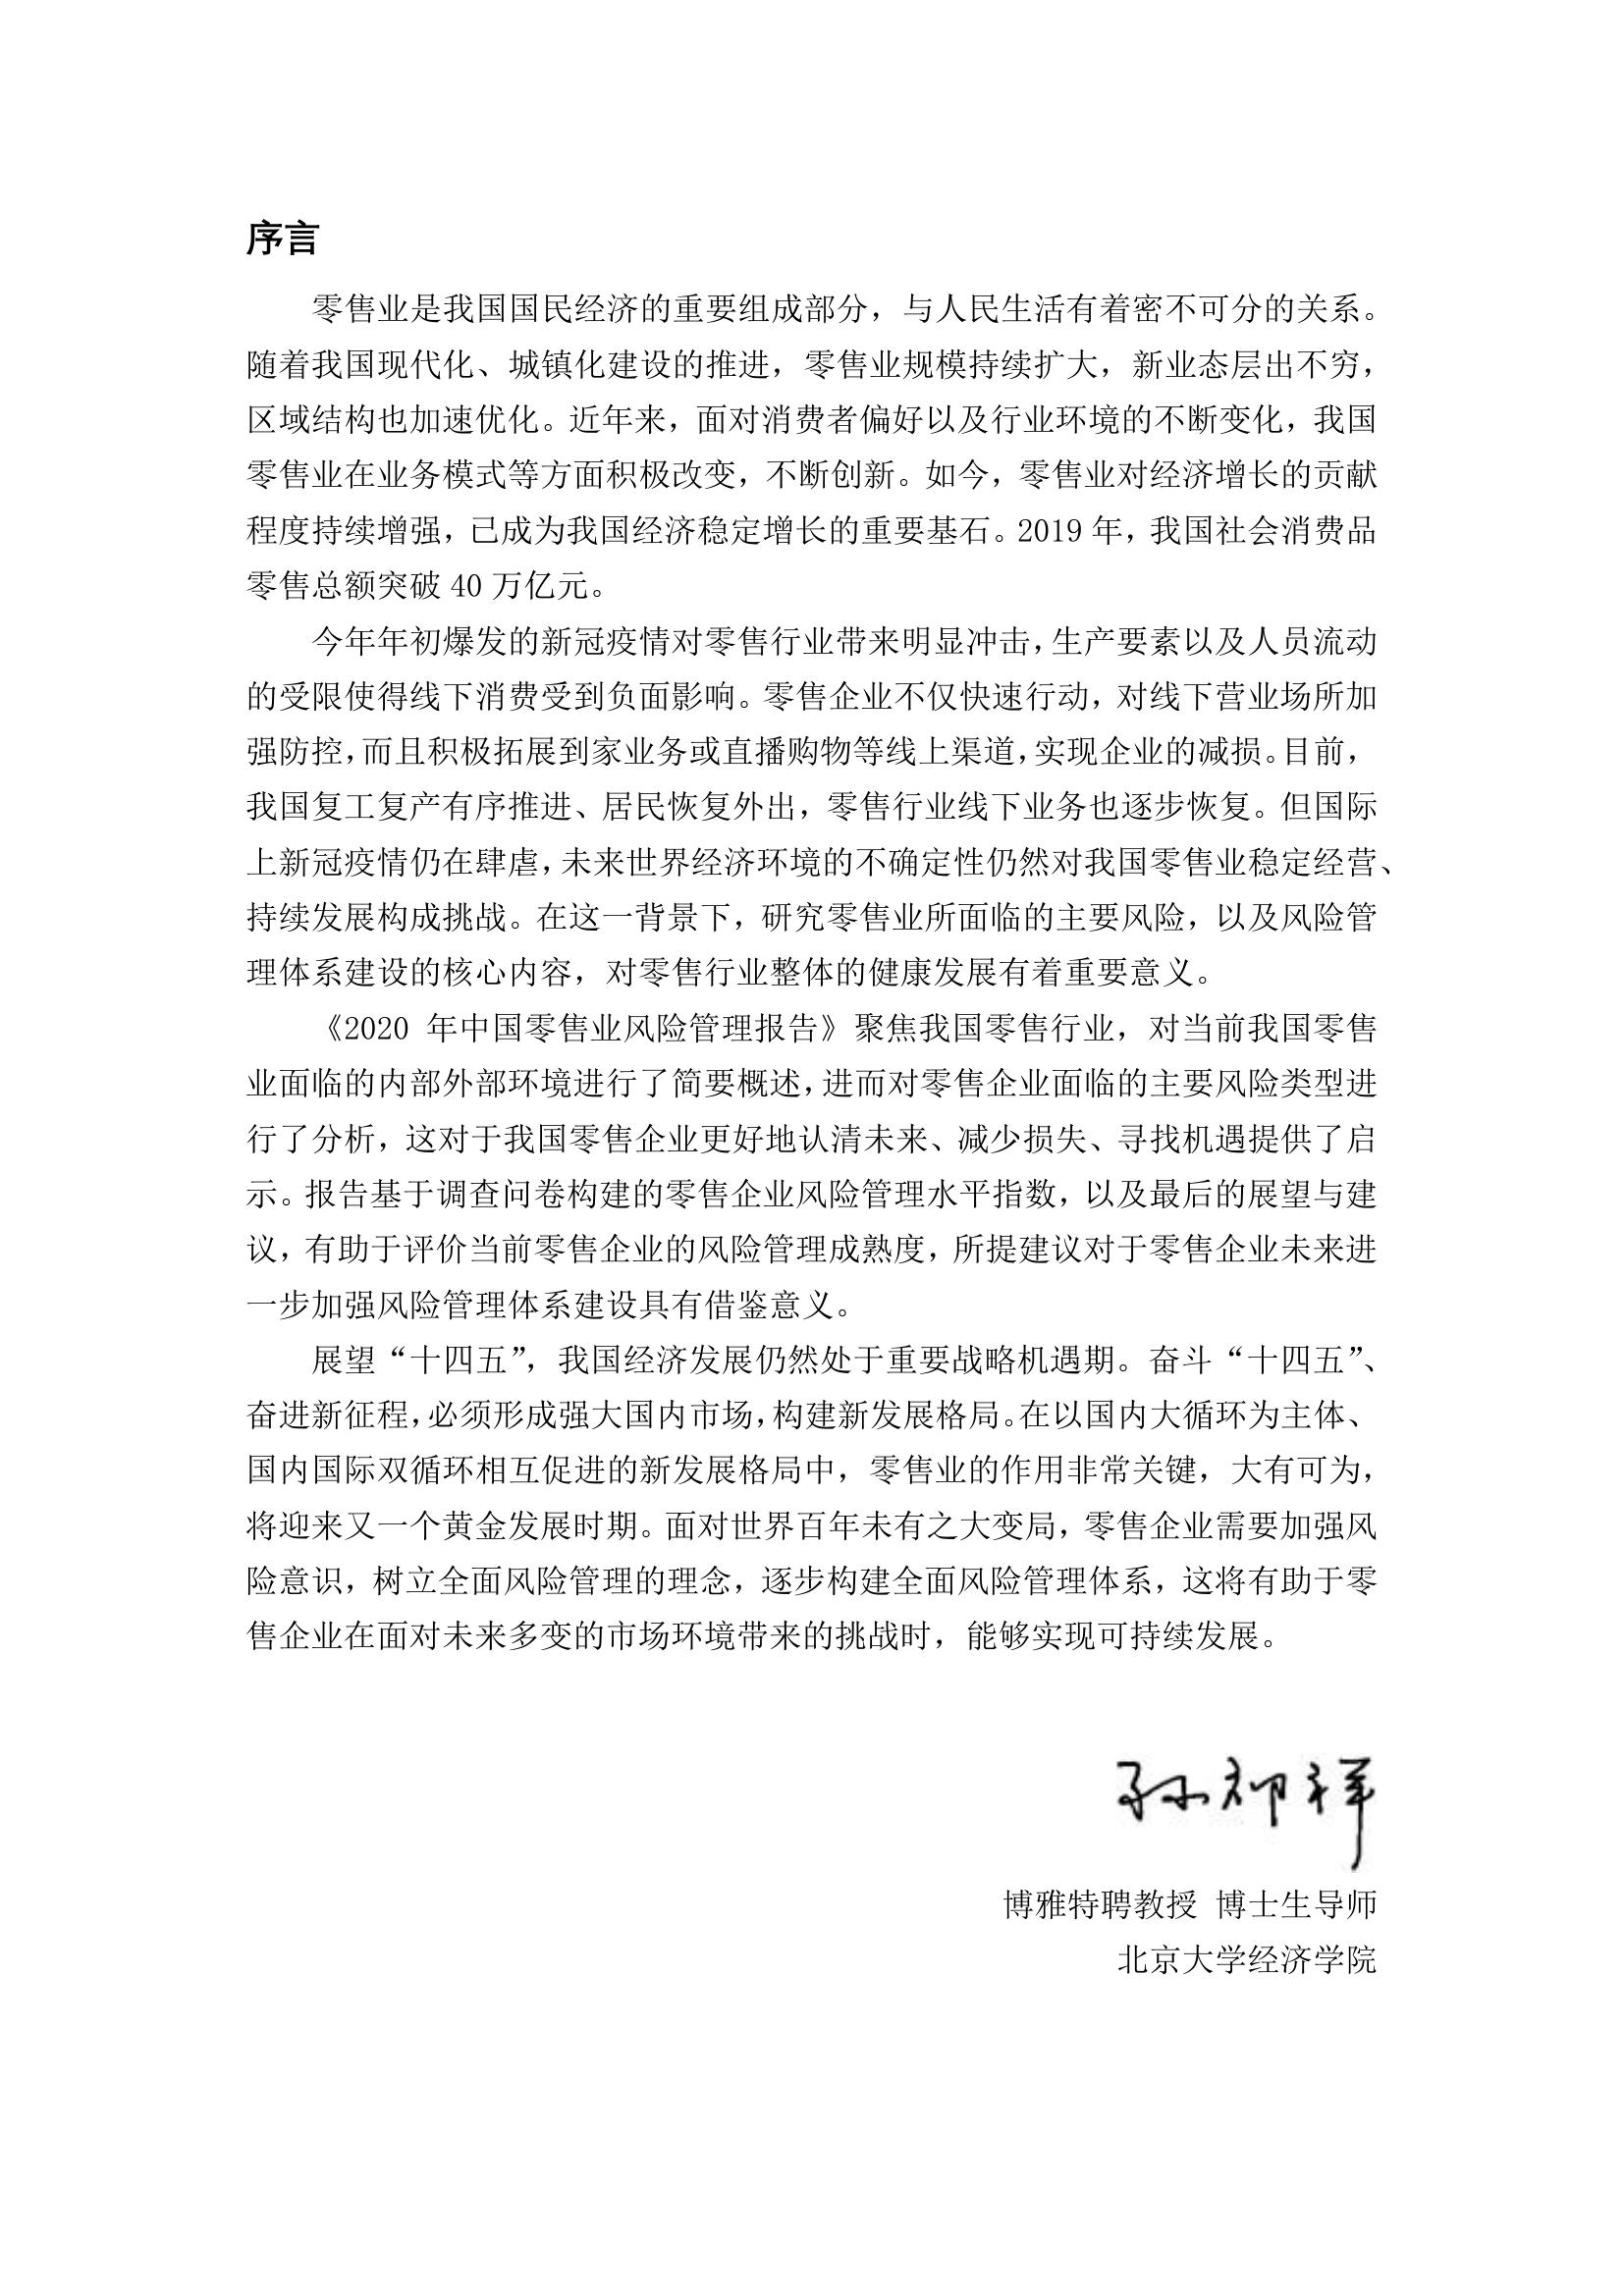 序言
零售业是我国国民经济的重要组成部分，与人民生活有着密不可分的关系。
随着我国现代化、城镇化建设的推进，零售业规模持续扩大，新业态层出不穷，
区域结构也加速优化。近年来，面对消费者偏好以及行业环境的不断变化，我国
零售业在业务模式等方面积极改变，不断创新。如今，零售业对经济增长的贡献
程度持续增强，已成为我国经济稳定增长的重要基石。2019 年，我国社会消费品
零售总额突破 40 万亿元。
今年年初爆发的新冠疫情对零售行业带来明显冲击，生产要素以及人员流动
的受限使得线下消费受到负面影响。零售企业不仅快速行动，对线下营业场所加
强防控，而且积极拓展到家业务或直播购物等线上渠道，实现企业的减损。目前，
我国复工复产有序推进、居民恢复外出，零售行业线下业务也逐步恢复。但国际
上新冠疫情仍在肆虐，未来世界经济环境的不确定性仍然对我国零售业稳定经营、
持续发展构成挑战。在这一背景下，研究零售业所面临的主要风险，以及风险管
理体系建设的核心内容，对零售行业整体的健康发展有着重要意义。
《2020 年中国零售业风险管理报告》聚焦我国零售行业，对当前我国零售
业面临的内部外部环境进行了简要概述，进而对零售企业面临的主要风险类型进
行了分析，这对于我国零售企业更好地认清未来、减少损失、寻找机遇提供了启
示。报告基于调查问卷构建的零售企业风险管理水平指数，以及最后的展望与建
议，有助于评价当前零售企业的风险管理成熟度，所提建议对于零售企业未来进
一步加强风险管理体系建设具有借鉴意义。
展望“十四五”，我国经济发展仍然处于重要战略机遇期。奋斗“十四五”、
奋进新征程，必须形成强大国内市场，构建新发展格局。在以国内大循环为主体、
国内国际双循环相互促进的新发展格局中，零售业的作用非常关键，大有可为，
将迎来又一个黄金发展时期。面对世界百年未有之大变局，零售企业需要加强风
险意识，树立全面风险管理的理念，逐步构建全面风险管理体系，这将有助于零
售企业在面对未来多变的市场环境带来的挑战时，能够实现可持续发展。
孙祁祥
博雅特聘教授 博士生导师
北京大学经济学院